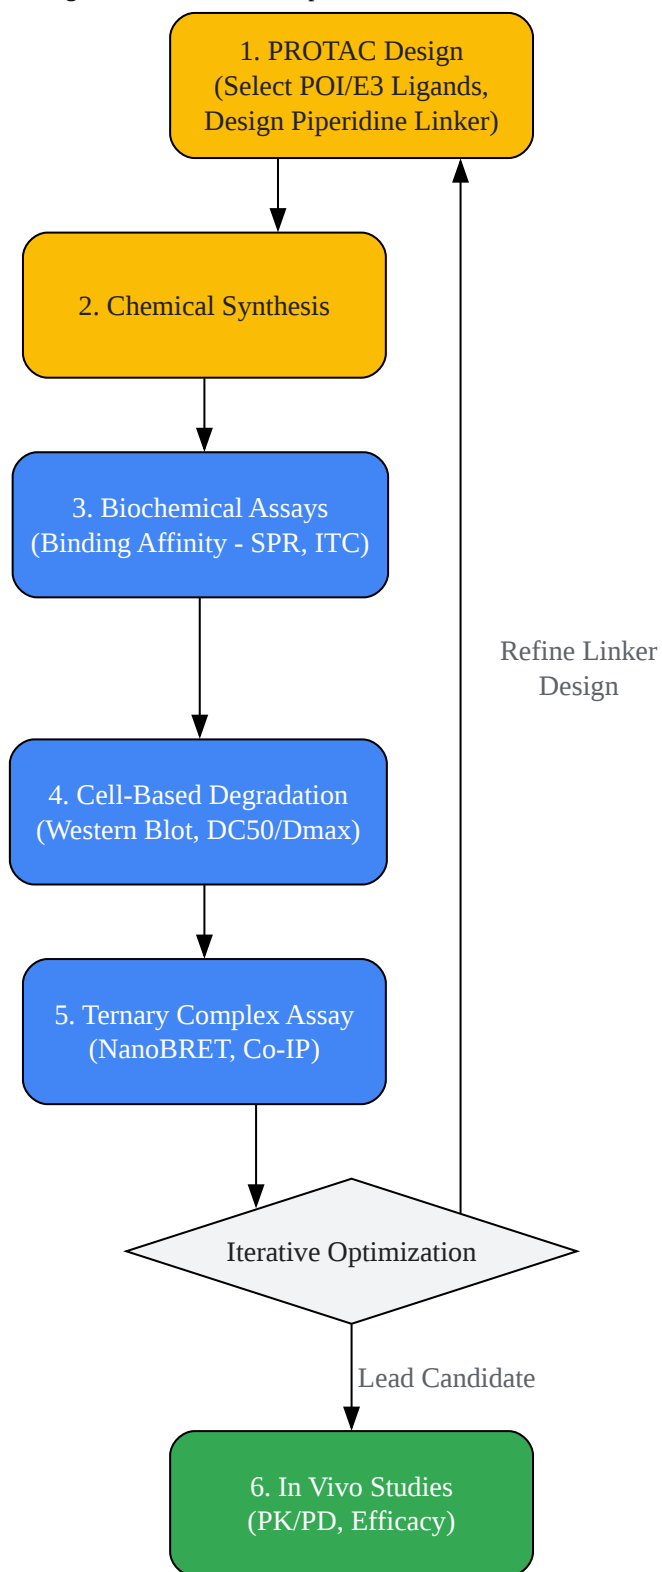 1. PROTAC Design
(Select POI/E3 Ligands,
Design Piperidine Linker)
2. Chemical Synthesis
3. Biochemical Assays
(Binding Affinity - SPR, ITC)
Refine Linker
Design
4. Cell-Based Degradation
(Western Blot, DC50/Dmax)
5. Ternary Complex Assay
(NanoBRET, Co-IP)
Iterative Optimization
Lead Candidate
6. In Vivo Studies
(PK/PD, Efficacy)